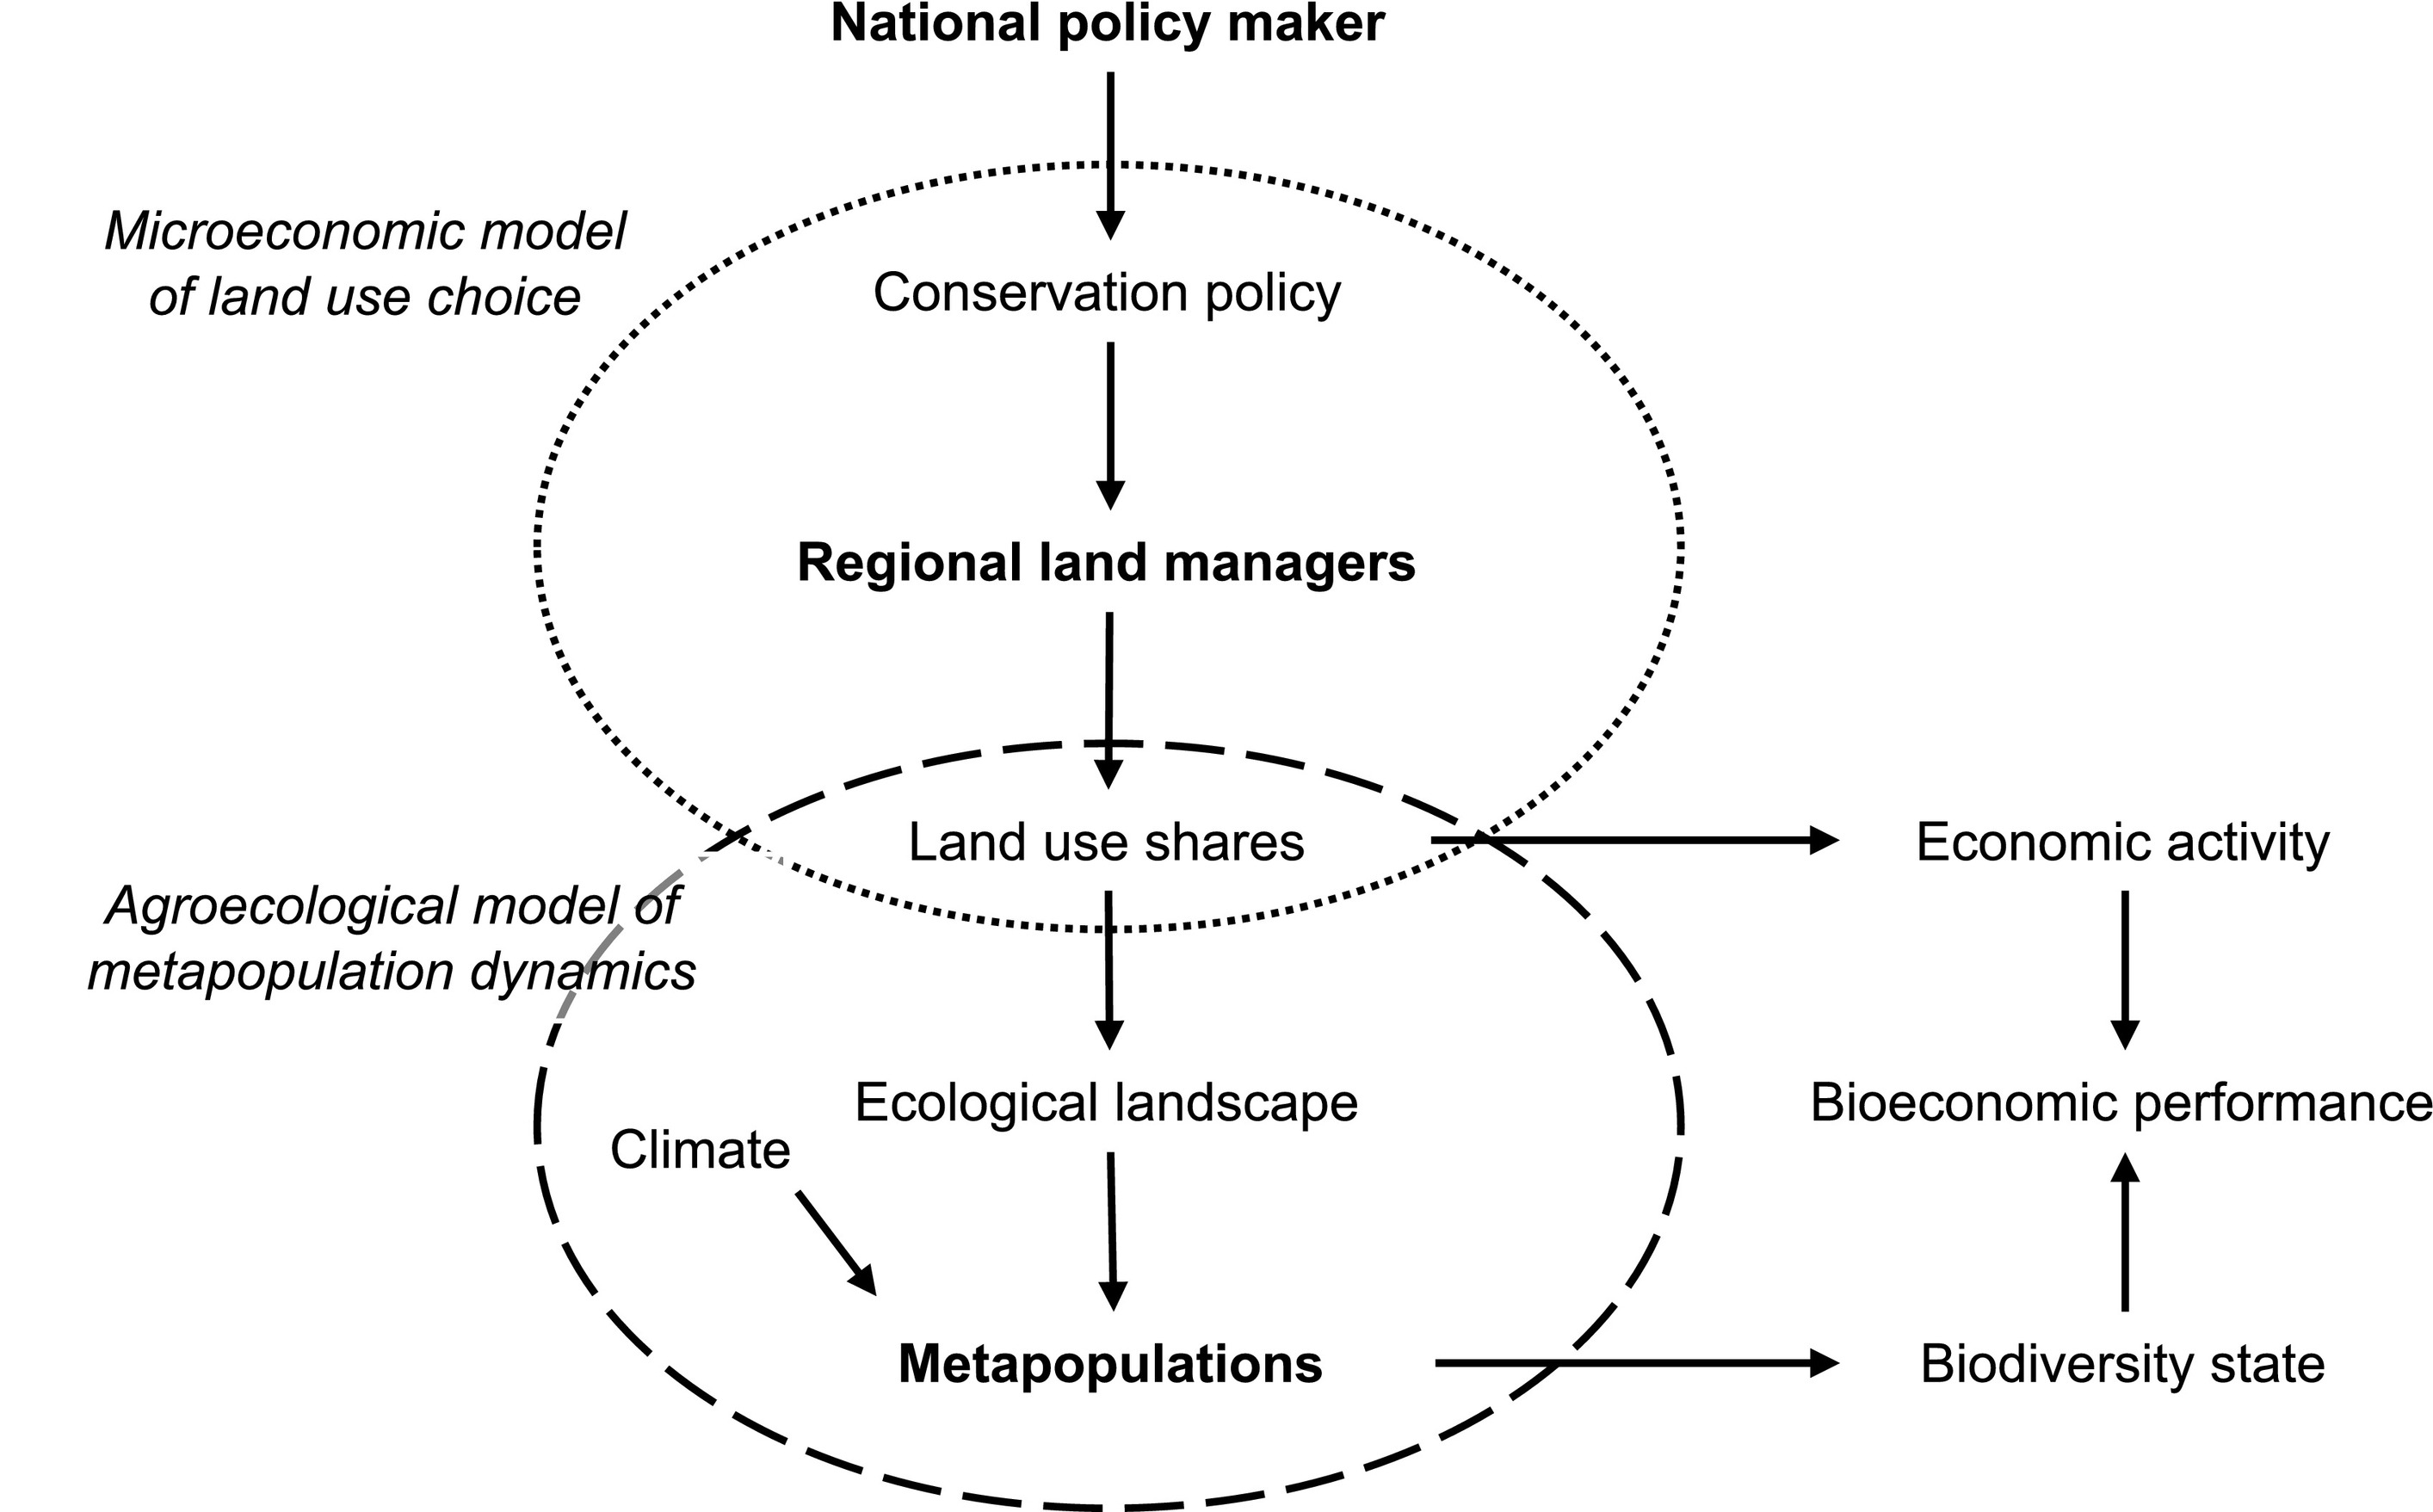 National policy maker
Microeconomic model
of land use choice
Conservation policy
Regional land managers
Land use shares
Economic activity
Agroecological model of
metapopulation dynamics
Ecological landscape
Bioeconomic performance
Climate
Metapopulations
Biodiversity state